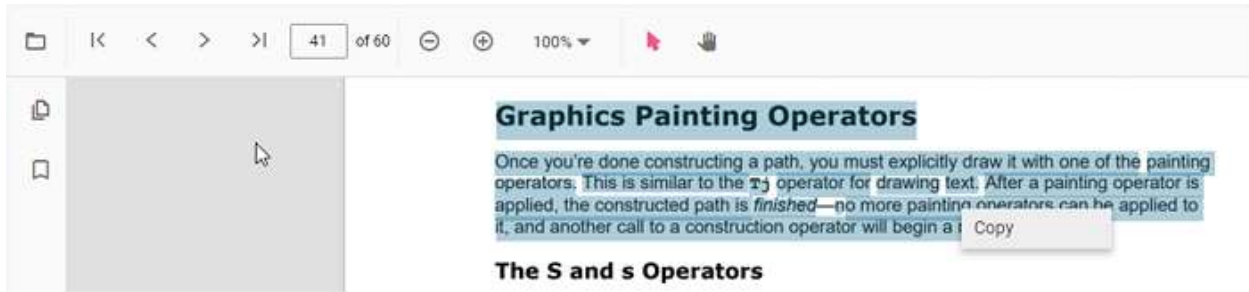 41 of 60 100%
Graphics Painting Operators
Once you're done constructing a path, you must explicitly draw it with one of the painting
operators. This is similar to the Tj operator for drawing text. After a painting operator is
applied, the constructed path is finished—no more painting operators can be applied to
it, and another call to a construction operator will begin a
Copy
The S and s Operators